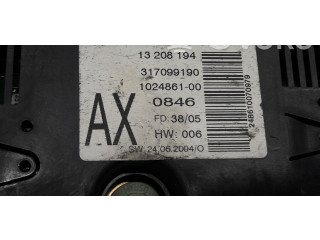 13 208 194
317099190
1024861-00
AX
0846
FD: 38/05
HW: 006
SW: 24.06.2004/O